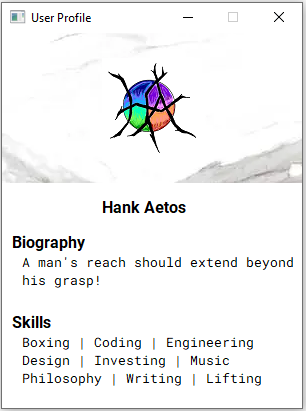 User Profile
Hank Aetos
Biography
A man's reach should extend beyond
his grasp!
Skills
Boxing | Coding | Engineering
Design | Investing | Music
Philosophy | Writing | Lifting